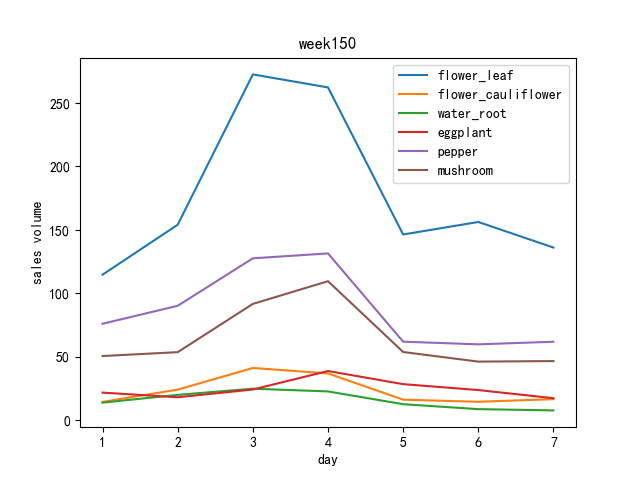 week150
flower_leaf
flower_cauliflower
water_root
eggplant
pepper
mushroom
sales volume
250
200
150
100
50
0
1 2 3 4 5 6 7
day